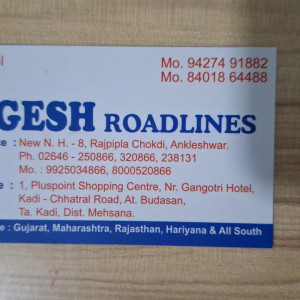 Mo. 94274 91882
Mo. 84018 64488
GESH ROADLINES
ce : New N. H. - 8, Rajpipla Chokdi, Ankleshwar.
Ph. 02646 - 250866, 320866, 238131
Mo. : 9925034866, 8000520866
e : 1, Pluspoint Shopping Centre, Nr. Gangotri Hotel,
Kadi - Chhatral Road, At. Budasan,
Ta. Kadi, Dist. Mehsana.
e : Gujarat, Maharashtra, Rajasthan, Hariyana & All South